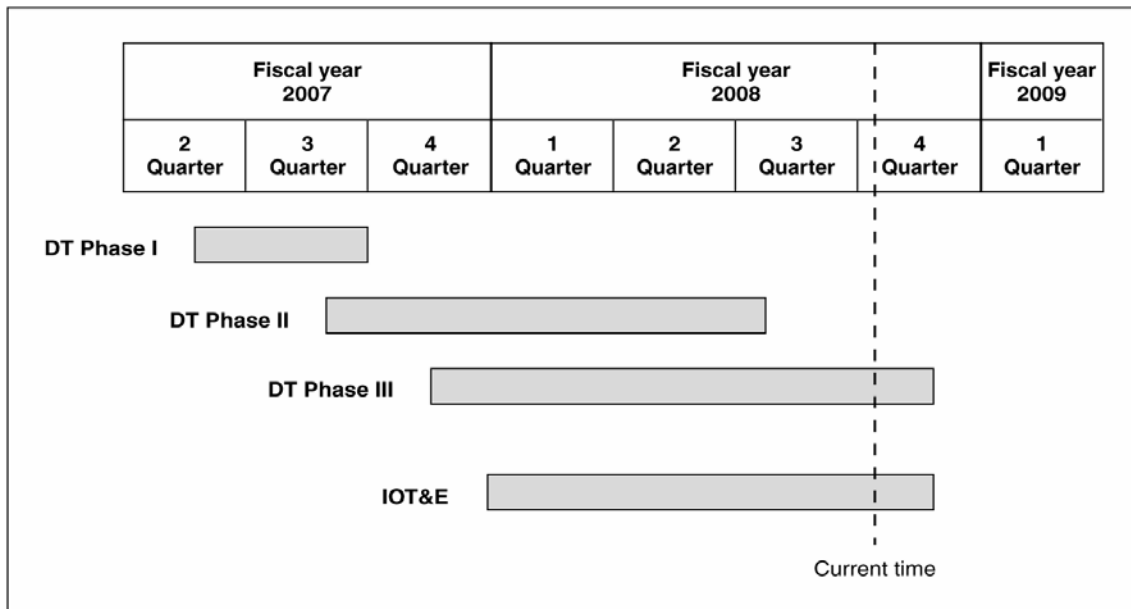 Fiscal year
2007
Fiscal year
2008
Fiscal year
2009
2
Quarter
3
Quarter
4
Quarter
1
Quarter
2
Quarter
3
Quarter
4
Quarter
1
Quarter
DT Phase I
DT Phase II
DT Phase III
IOT&E
Current time